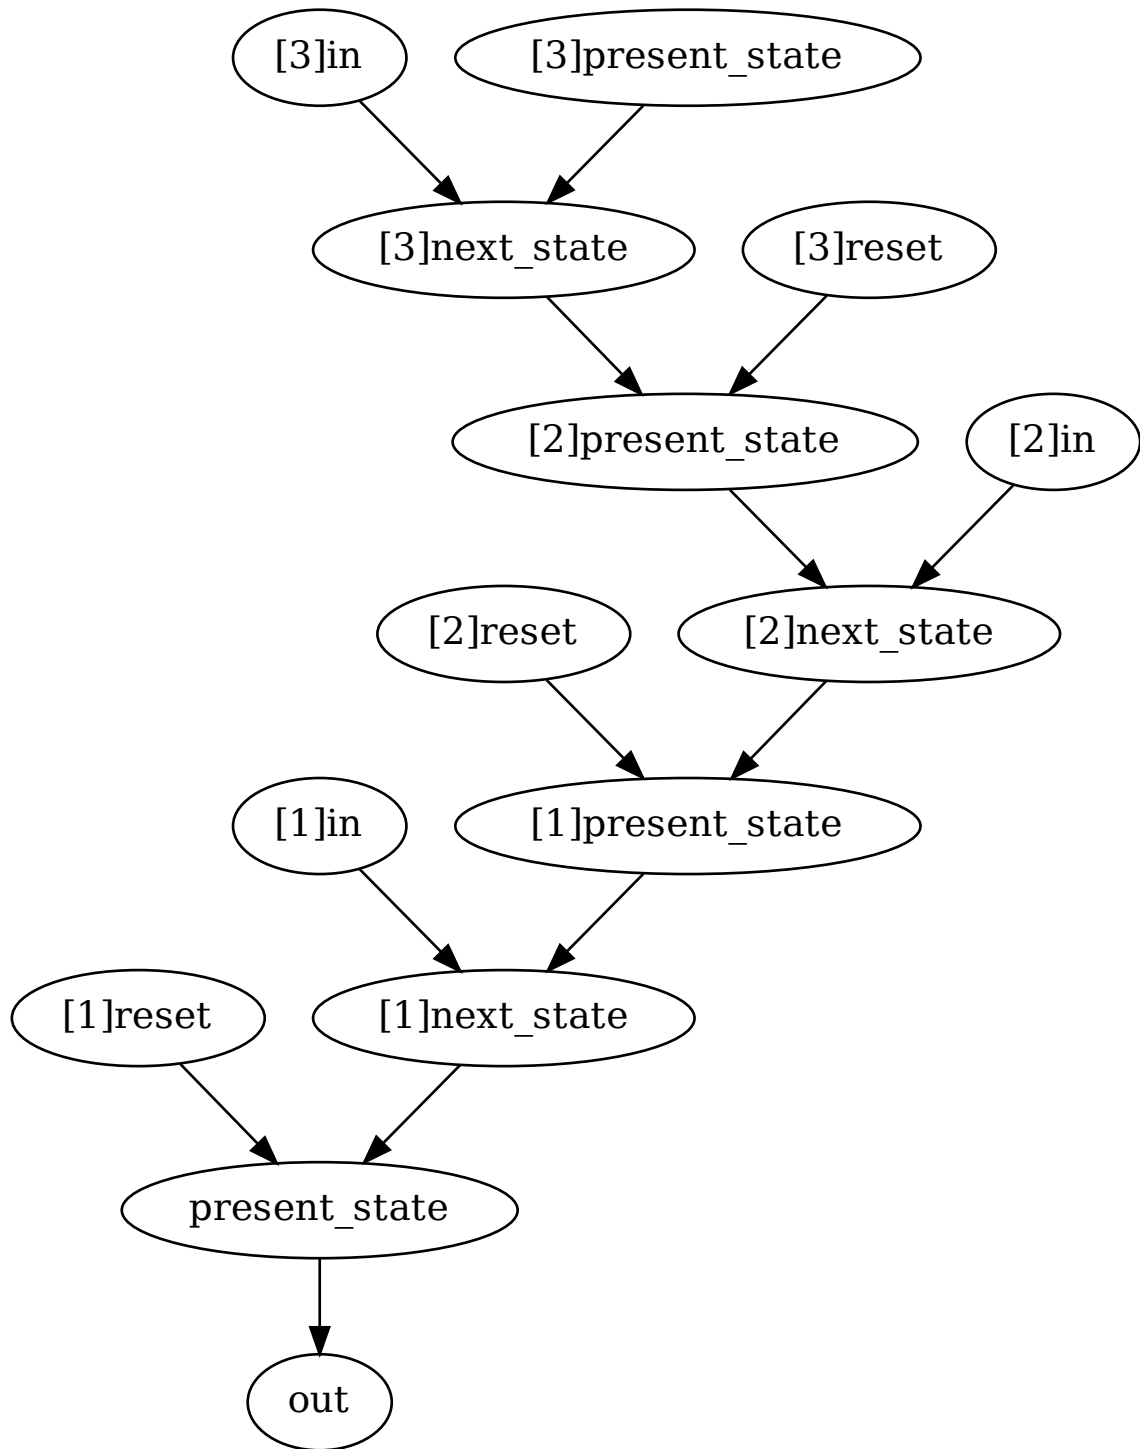 [3]in
[3]present_state
[3]next_state
[3]reset
[2]present_state
[2]in
[2]reset
[2]next_state
[1]in
[1]present_state
[1]reset
[1]next_state
present_state
out